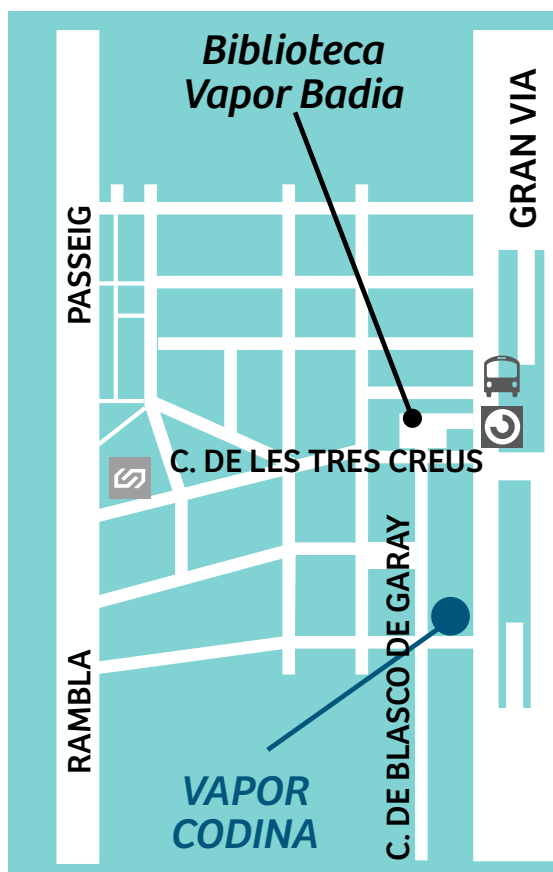 Biblioteca
Vapor Badia
GRAN VIA
PASSEIG
C. DE LES TRES CREUS
C. DE BLASCO DE GARAY
RAMBLA
VAPOR
CODINA